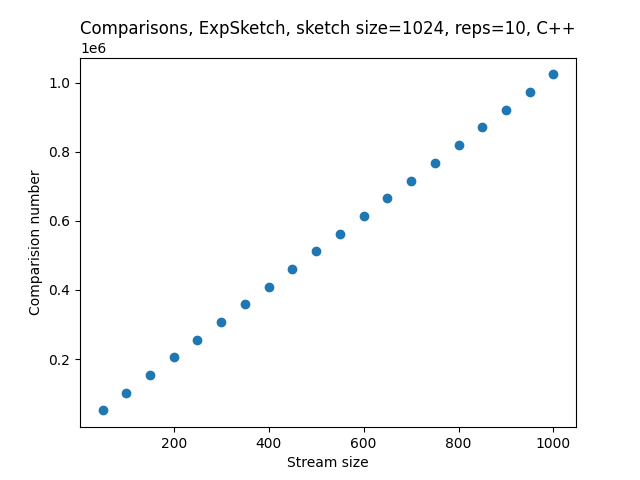 Comparisons, ExpSketch, sketch size=1024, reps=10, C++
1e6
1.0
0.8
0.6
0.4
0.2
Comparision number
200 400 600 800 1000
Stream size